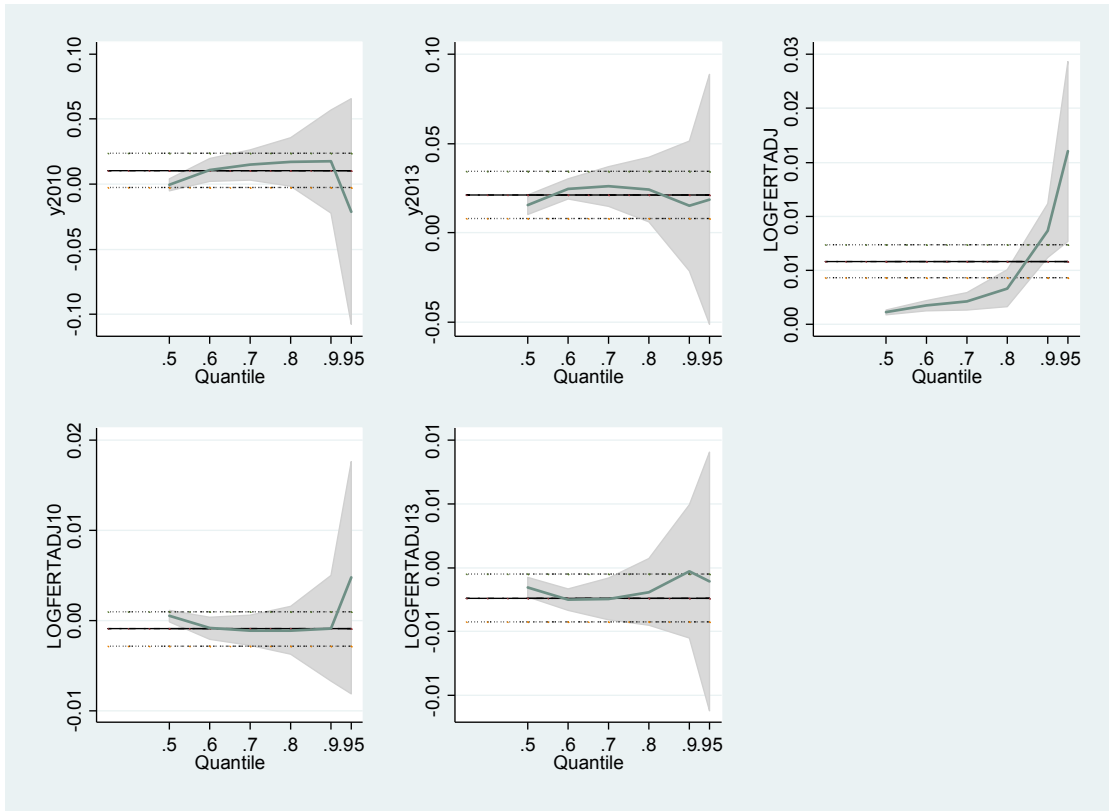 y2010
0.10
0.05
0.00
-0.05
-0.10
.5 .6 .7 .8 .9 .95
Quantile
y2013
0.10
0.05
0.00
-0.05
.5 .6 .7 .8 .9 .95
Quantile
LOGFERTADJ
0.03
0.02
0.01
0.01
0.01
0.00
.5 .6 .7 .8 .9 .95
Quantile
LOGFERTADJ10
0.02
0.01
0.00
-0.01
.5 .6 .7 .8 .9 .95
Quantile
LOGFERTADJ13
0.01
0.01
0.00
-0.01
-0.01
.5 .6 .7 .8 .9 .95
Quantile